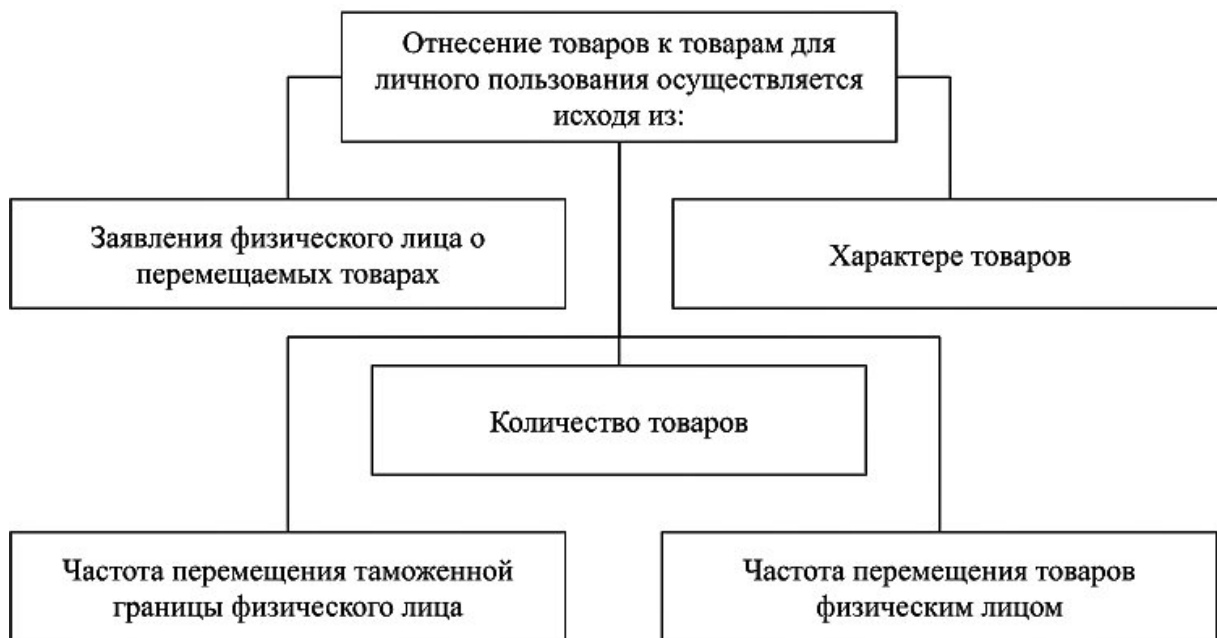 Отнесение товаров к товарам для
личного пользования осуществляется
исходя из:
Заявления физического лица о
перемещаемых товарах
Характере товаров
Количество товаров
Частота перемещения таможенной
границы физического лица
Частота перемещения товаров
физическим лицом